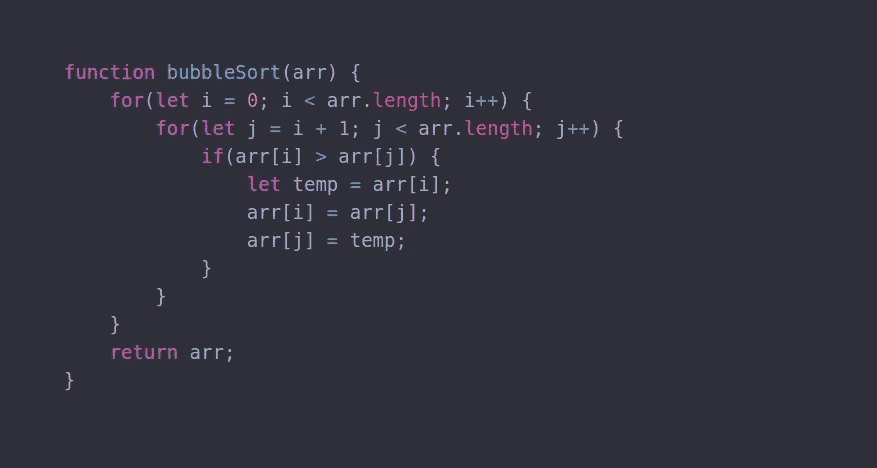 function bubbleSort(arr) {
    for(let i = 0; i < arr.length; i++) {
        for(let j = i + 1; j < arr.length; j++) {
            if(arr[i] > arr[j]) {
                let temp = arr[i];
                arr[i] = arr[j];
                arr[j] = temp;
            }
        }
    }
    return arr;
}